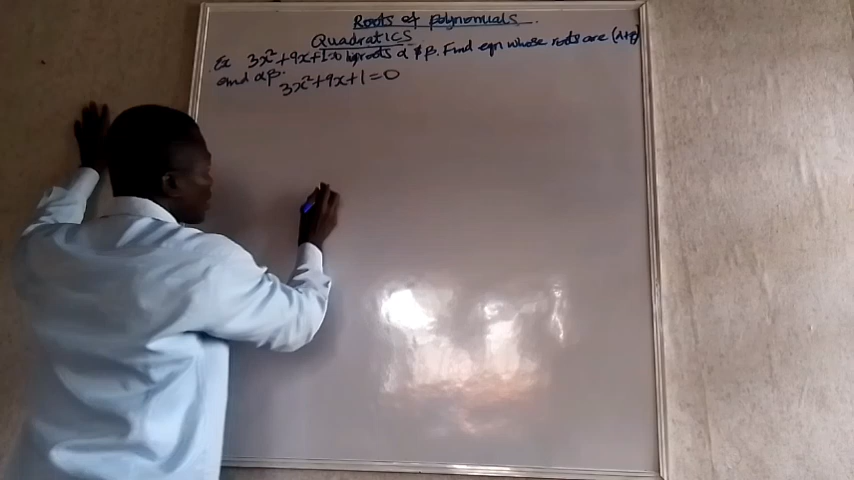 Roots of polynomials.
Quadratics
Ex 3x²+9x+1=0 has roots α & β. Find eqn whose roots are (α+β)
and αβ.
3x²+9x+1=0